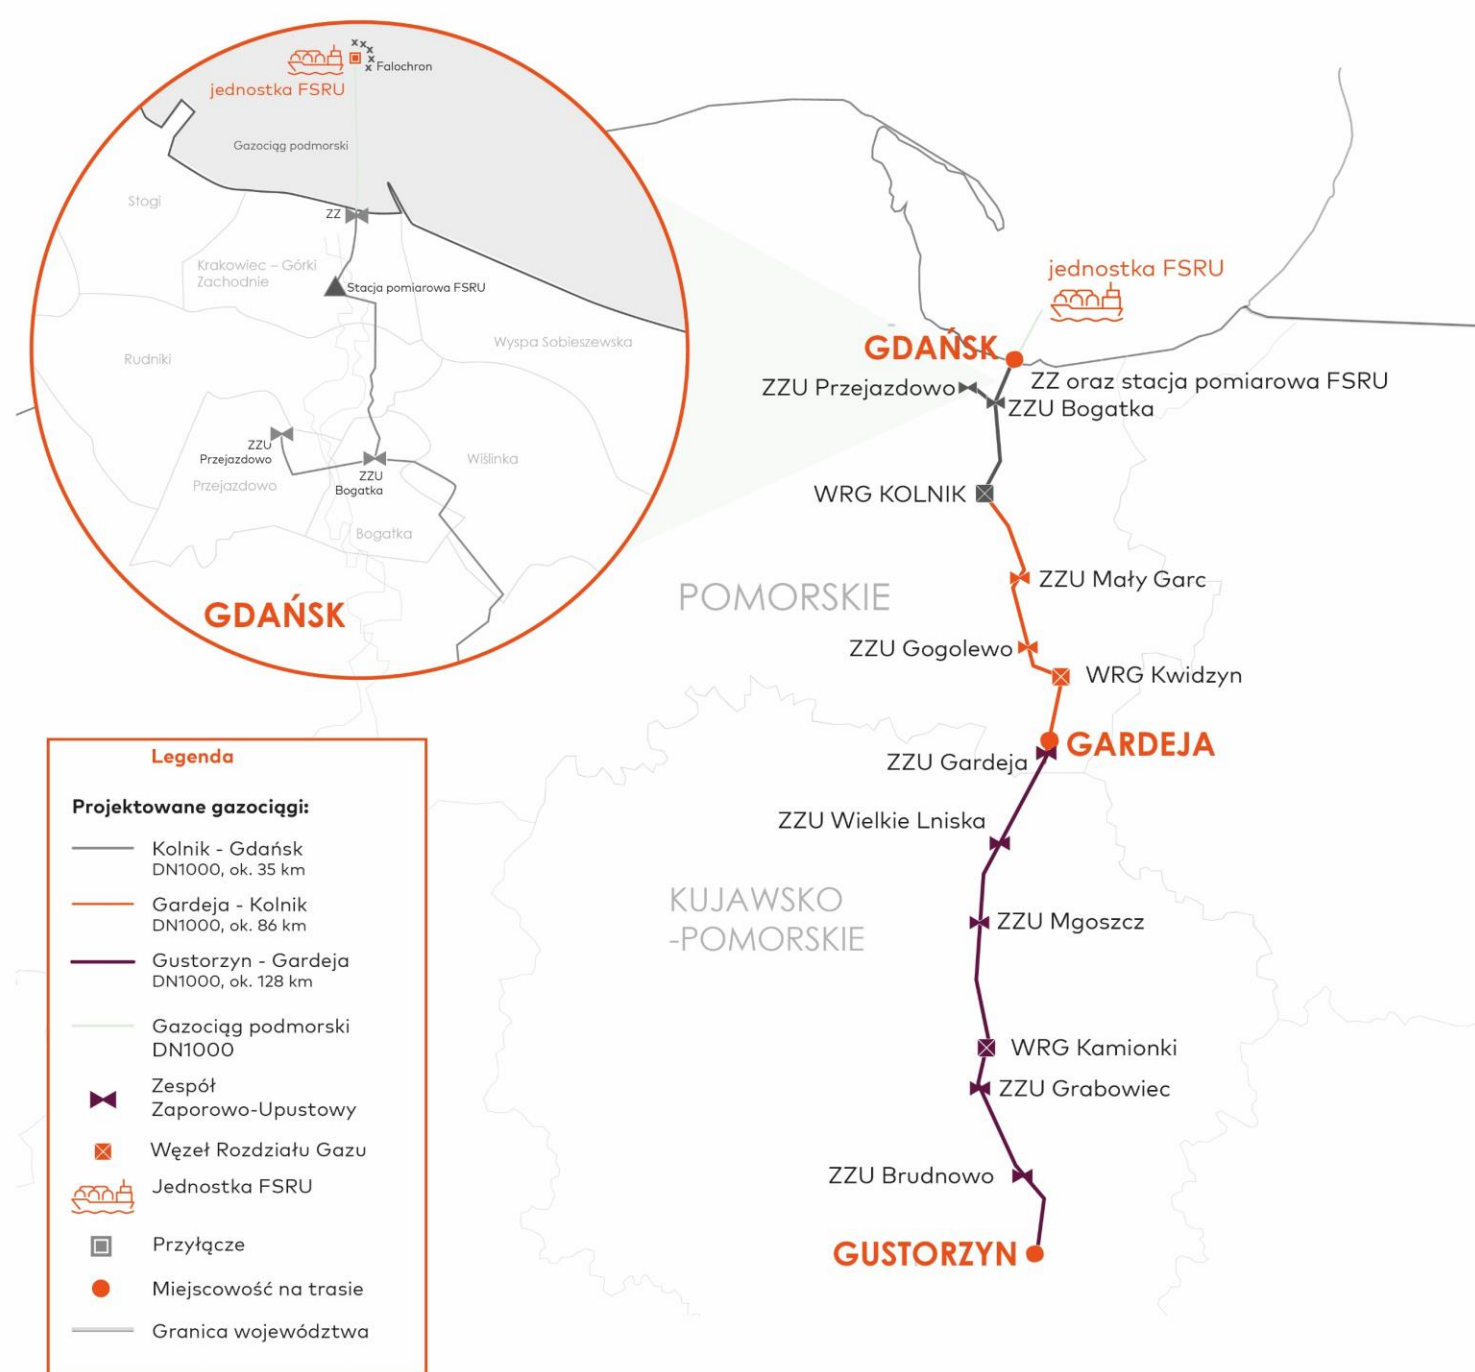 Falochron
jednostka FSRU
Gazociąg podmorski
Stogi
ZZ
Krakowiec – Górki
Zachodnie
Stacja pomiarowa FSRU
Wyspa Sobieszewska
Rudniki
ZZU
Przejazdowo
Przejazdowo
Wiślinka
ZZU
Bogatka
Bogatka
GDAŃSK
jednostka FSRU
GDAŃSK
ZZ oraz stacja pomiarowa FSRU
ZZU Przejazdowo
ZZU Bogatka
WRG KOLNIK
ZZU Mały Garc
POMORSKIE
ZZU Gogolewo
WRG Kwidzyn
GARDEJA
ZZU Gardeja
ZZU Wielkie Lniska
KUJAWSKO
-POMORSKIE
ZZU Mgoszcz
WRG Kamionki
ZZU Grabowiec
ZZU Brudnowo
GUSTORZYN
Legenda
Projektowane gazociągi:
Kolnik - Gdańsk
DN1000, ok. 35 km
Gardeja - Kolnik
DN1000, ok. 86 km
Gustorzyn - Gardeja
DN1000, ok. 128 km
Gazociąg podmorski
DN1000
Zespół
Zaporowo-Upustowy
Węzeł Rozdziału Gazu
Jednostka FSRU
Przyłącze
Miejscowość na trasie
Granica województwa